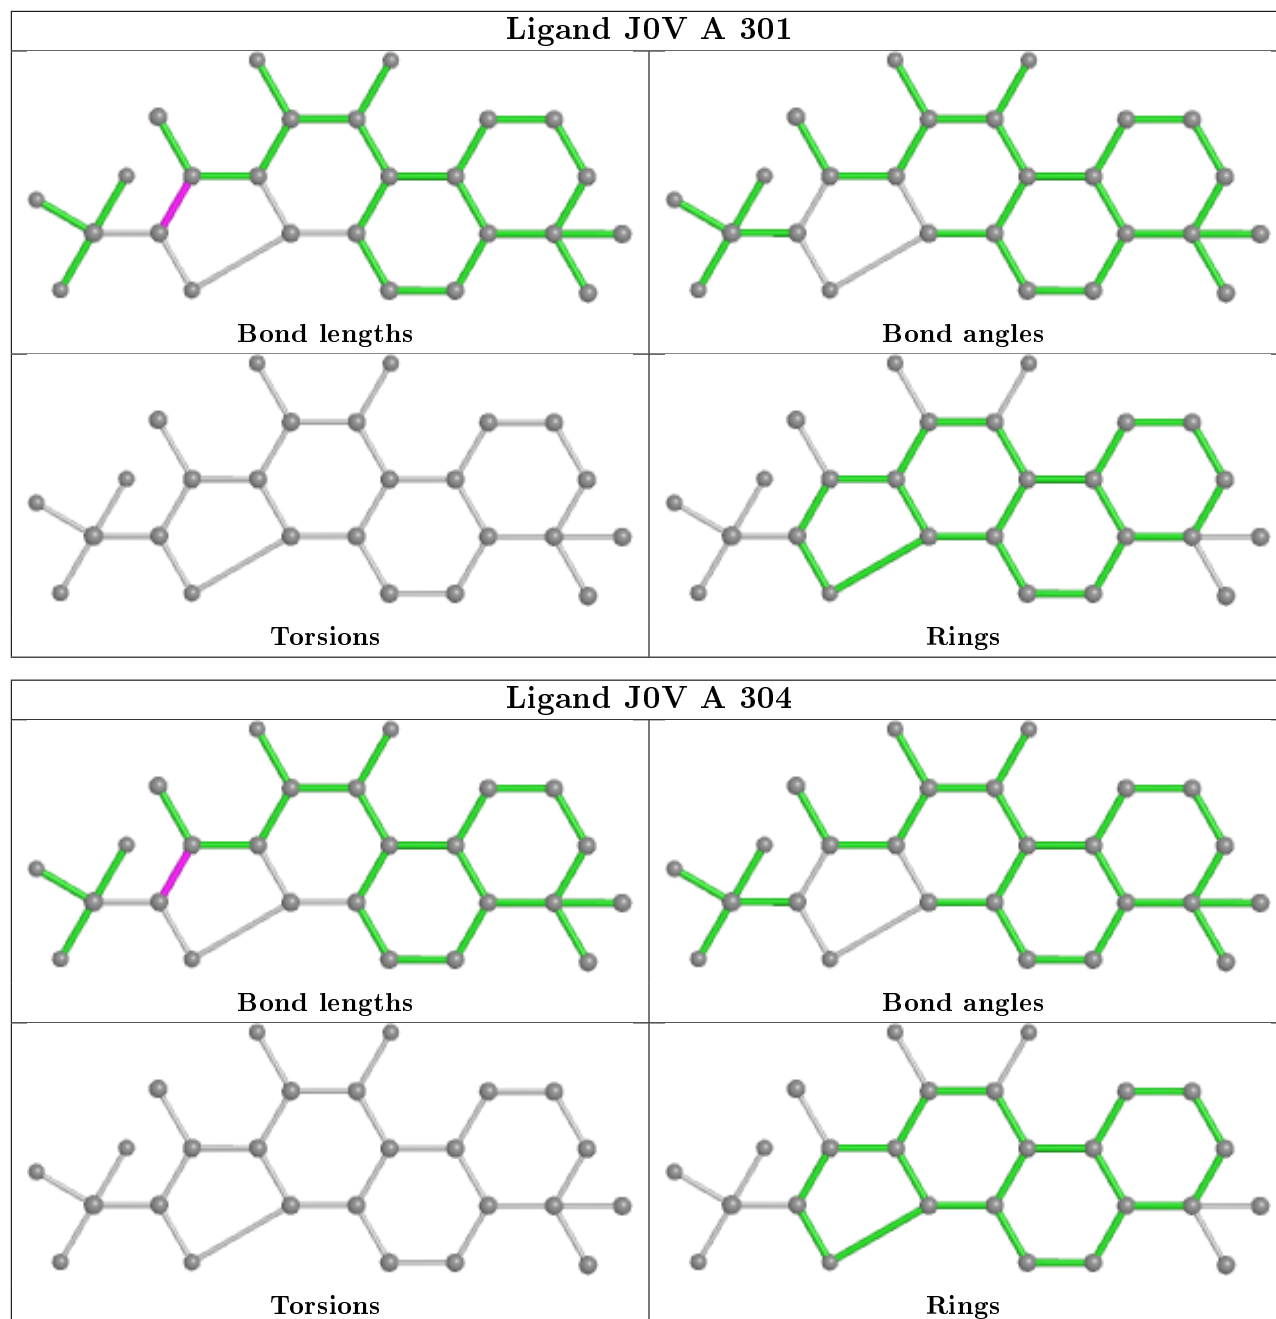 Ligand J0V A 301
Bond lengths
Bond angles
Torsions
Rings
Ligand J0V A 304
Bond lengths
Bond angles
Torsions
Rings